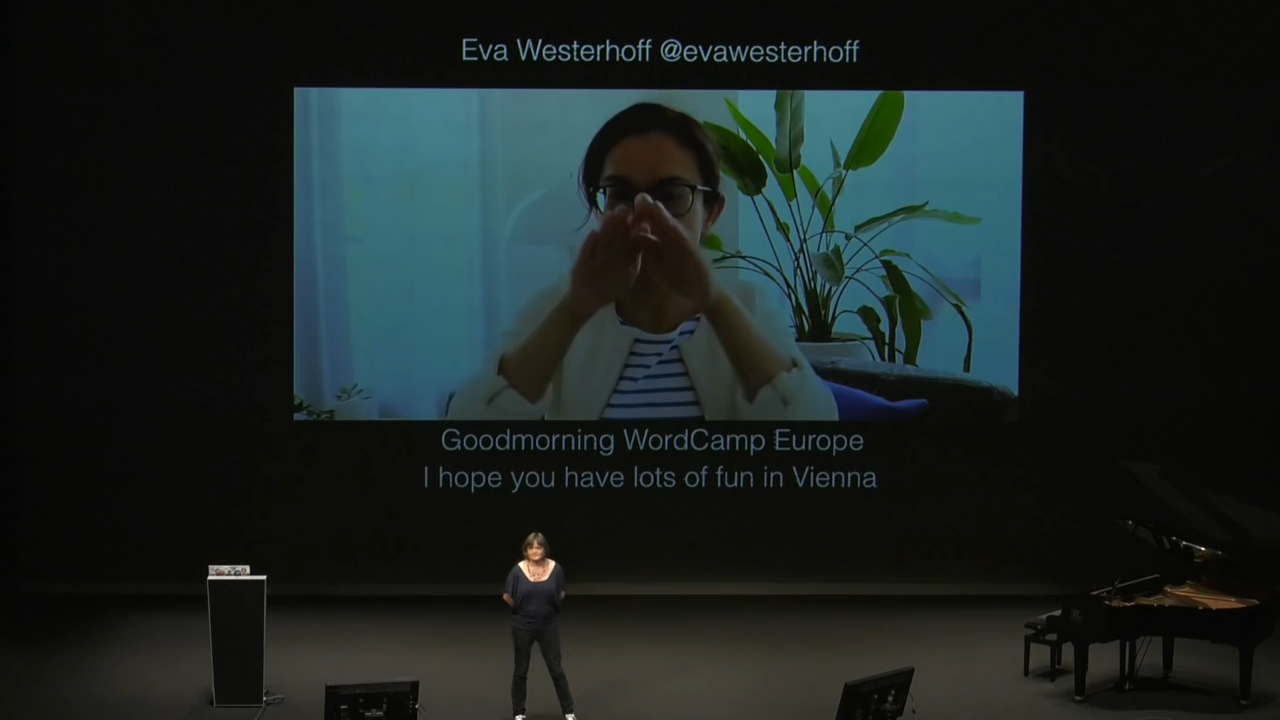 Eva Westerhoff @evawesterhoff
Goodmorning WordCamp Europe
I hope you have lots of fun in Vienna